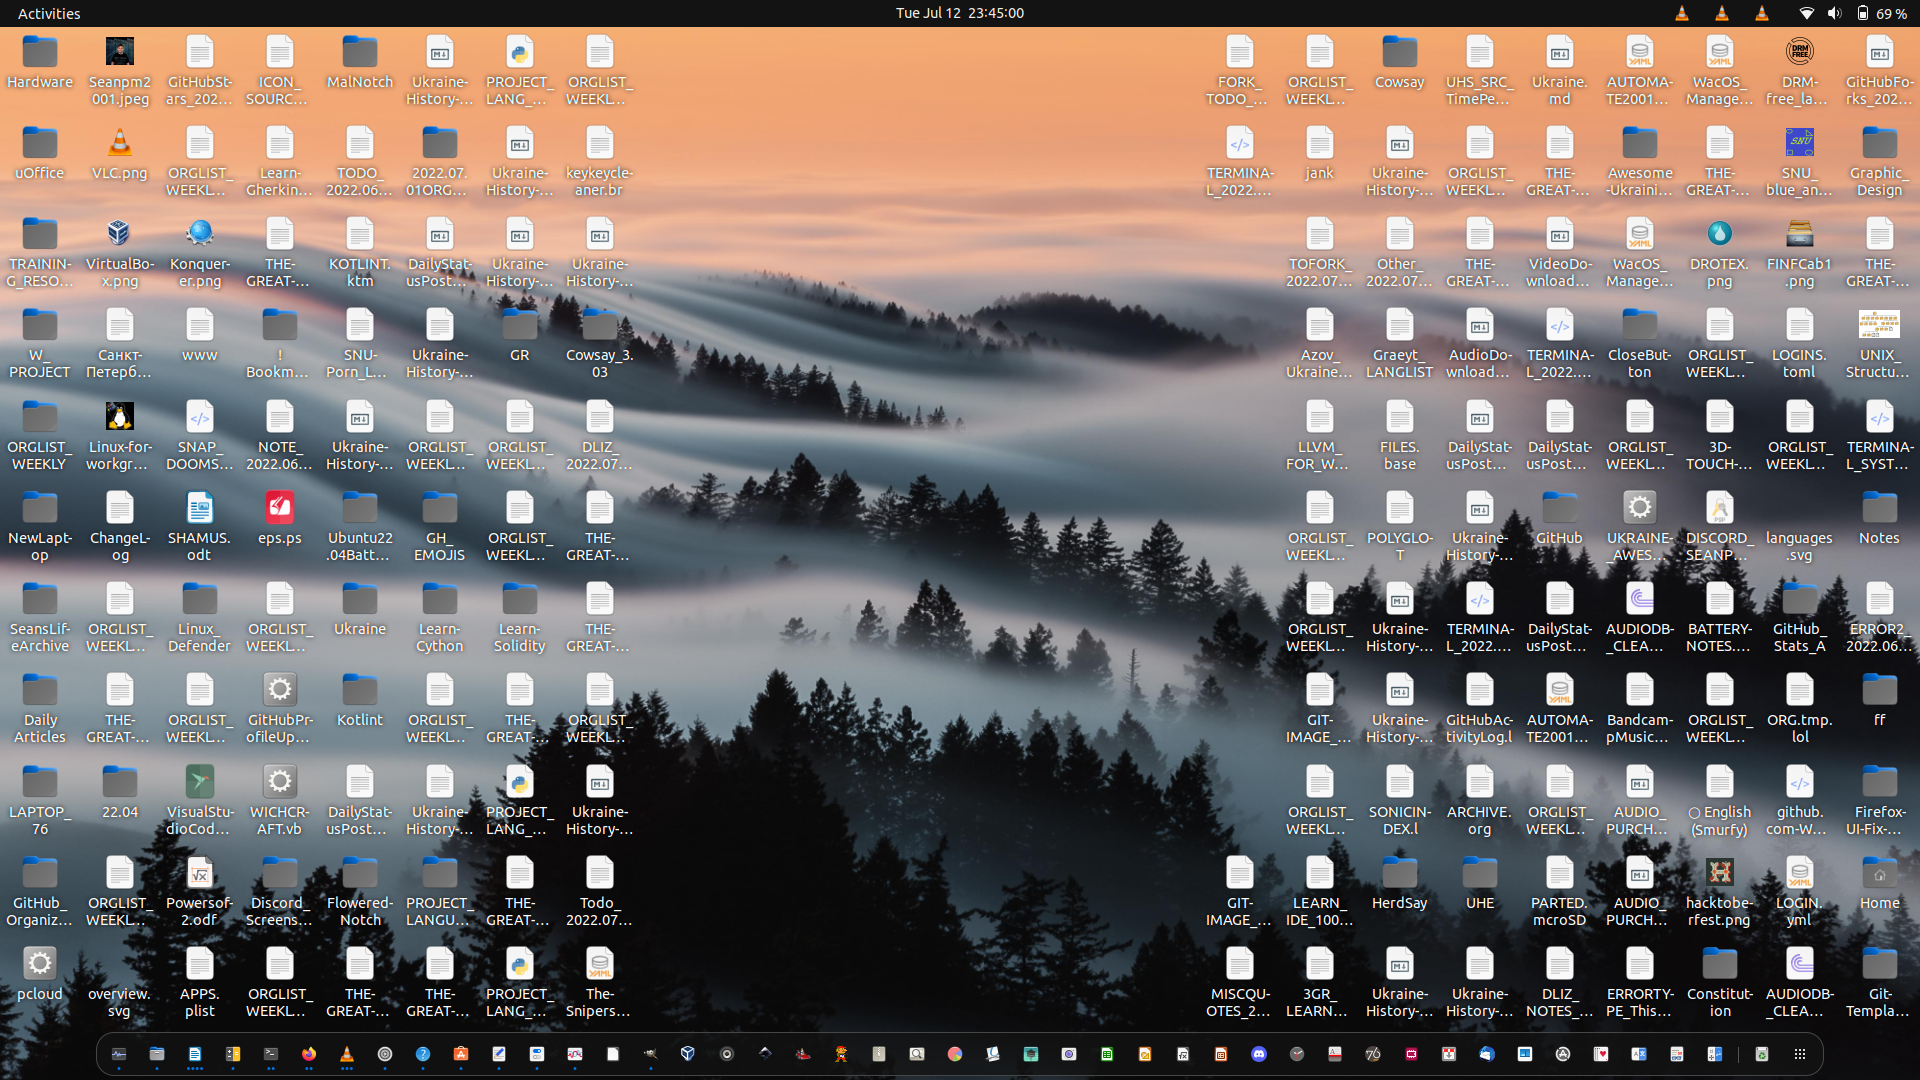 Activities
Tue Jul 12 23:45:00
69 %
Hardware
Seanpm2
001.jpeg
GitHubSt-
ars_202...
ICON_
SOURC...
MalNotch
Ukraine-
History-...
PROJECT_
LANG_...
ORGLIST_
WEEKL...
FORK_
TODO_...
ORGLIST_
WEEKL...
Cowsay
UHS_SRC_
TimePe...
Ukraine.
md
AUTOMA-
TE2001...
WacOS_
Manage...
DRM-
free_la...
GitHubFo-
rks_202...
uOffice
VLC.png
ORGLIST_
WEEKL...
Learn-
Gherkin...
TODO_
2022.06...
2022.07.
01ORG...
Ukraine-
History-...
keykeycle-
aner.br
TERMINA-
L_2022....
jank
Ukraine-
History-...
ORGLIST_
WEEKL...
THE-
GREAT-...
Awesome
-Ukraini...
THE-
GREAT-...
SNU_
blue_an...
Graphic_
Design
TRAININ-
G_RESO...
VirtualBo-
x.png
Konquer-
er.png
THE-
GREAT-...
KOTLINT.
ktm
DailyStat-
usPost...
Ukraine-
History-...
Ukraine-
History-...
TOFORK_
2022.07...
Other_
2022.07...
THE-
GREAT-...
VideoDo-
wnload...
WacOS_
Manage...
DROTEX.
png
FINFCab1
.png
THE-
GREAT-...
W_
PROJECT
Санкт-
Петерб...
www
!
Bookm...
SNU-
Porn_L...
Ukraine-
History-...
GR
Cowsay_3.
03
Azov_
Ukraine...
Graeyt_
LANGLIST
AudioDo-
wnload...
TERMINA-
L_2022....
CloseBut-
ton
ORGLIST_
WEEKL...
LOGINS.
toml
UNIX_
Structu...
ORGLIST_
WEEKLY
Linux-for-
workgr...
SNAP_
DOOMS...
NOTE_
2022.06...
Ukraine-
History-...
ORGLIST_
WEEKL...
ORGLIST_
WEEKL...
DLIZ_
2022.07...
LLVM_
FOR_W...
FILES.
base
DailyStat-
usPost...
DailyStat-
usPost...
ORGLIST_
WEEKL...
3D-
TOUCH-...
ORGLIST_
WEEKL...
TERMINA-
L_SYST...
NewLapt-
op
ChangeL-
og
SHAMUS.
odt
eps.ps
Ubuntu22
.04Batt...
GH_
EMOJIS
ORGLIST_
WEEKL...
THE-
GREAT-...
ORGLIST_
WEEKL...
POLYGLO-
T
Ukraine-
History-...
GitHub
UKRAINE-
_AWES...
DISCORD_
SEANP...
languages
.svg
Notes
SeansLif-
eArchive
ORGLIST_
WEEKL...
Linux_
Defender
ORGLIST_
WEEKL...
Ukraine
Learn-
Cython
Learn-
Solidity
THE-
GREAT-...
ORGLIST_
WEEKL...
Ukraine-
History-...
TERMINA-
L_2022....
DailyStat-
usPost...
AUDIODB-
_CLEA...
BATTERY-
NOTES....
GitHub_
Stats_A
ERROR2_
2022.06...
Daily
Articles
THE-
GREAT-...
ORGLIST_
WEEKL...
GitHubPr-
ofileUp...
Kotlint
ORGLIST_
WEEKL...
THE-
GREAT-...
ORGLIST_
WEEKL...
GIT-
IMAGE_...
Ukraine-
History-...
GitHubAc-
tivityLog.l
AUTOMA-
TE2001...
Bandcam-
pMusic...
ORGLIST_
WEEKL...
ORG.tmp.
lol
ff
LAPTOP_
76
22.04
VisualStu-
dioCod...
WICHCR-
AFT.vb
DailyStat-
usPost...
Ukraine-
History-...
PROJECT_
LANG_...
Ukraine-
History-...
ORGLIST_
WEEKL...
SONICIN-
DEX.l
ARCHIVE.
org
ORGLIST_
WEEKL...
AUDIO_
PURCH...
English
(Smurfy)
github.
com-W...
Firefox-
UI-Fix-...
GitHub_
Organiz...
ORGLIST_
WEEKL...
Powersof-
2.odf
Discord_
Screens...
Flowered-
Notch
PROJECT_
LANGU...
THE-
GREAT-...
Todo_
2022.07...
GIT-
IMAGE_...
LEARN_
IDE_100...
HerdSay
UHE
PARTED.
mcroSD
AUDIO_
PURCH...
hacktobe-
rfest.png
LOGIN.
yml
Home
pcloud
overview.
svg
APPS.
plist
ORGLIST_
WEEKL...
THE-
GREAT-...
THE-
GREAT-...
PROJECT_
LANG_...
The-
Snipers...
MISCQU-
OTES_2...
3GR_
LEARN...
Ukraine-
History-...
Ukraine-
History-...
DLIZ_
NOTES_...
ERRORTY-
PE_This...
Constitut-
ion
AUDIODB-
_CLEA...
Git-
Templa...